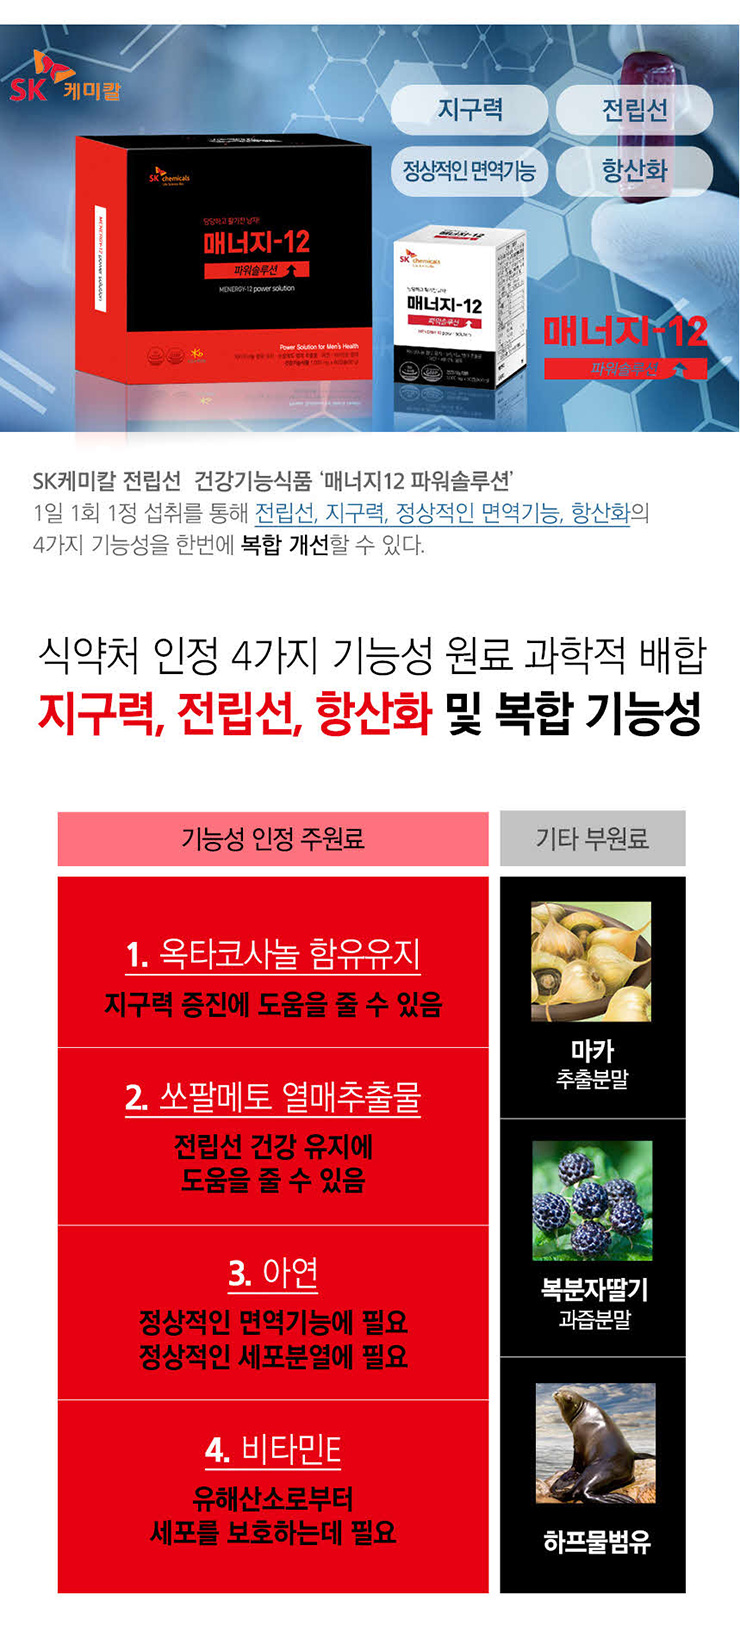 SK 케미칼
지구력
전립선
정상적인 면역기능
항산화
SK chemicals
당당하고 활기찬 남자!
매너지-12
파워솔루션
MENERGY-12 power solution
Power Solution for Men's Health
MENERGY-12 power solution
SK chemicals
당당하고 활기찬 남자!
매너지-12
파워솔루션
매너지-12
파워솔루션
SK케미칼 전립선 건강기능식품 ‘매너지12 파워솔루션’
1일 1회 1정 섭취를 통해 전립선, 지구력, 정상적인 면역기능, 항산화의
4가지 기능성을 한번에 복합 개선할 수 있다.
식약처 인정 4가지 기능성 원료 과학적 배합
지구력, 전립선, 항산화 및 복합 기능성
기능성 인정 주원료
1. 옥타코사놀 함유유지
지구력 증진에 도움을 줄 수 있음
2. 쏘팔메토 열매추출물
전립선 건강 유지에
도움을 줄 수 있음
3. 아연
정상적인 면역기능에 필요
정상적인 세포분열에 필요
4. 비타민E
유해산소로부터
세포를 보호하는데 필요
기타 부원료
마카
추출분말
복분자딸기
과즙분말
하프물범유